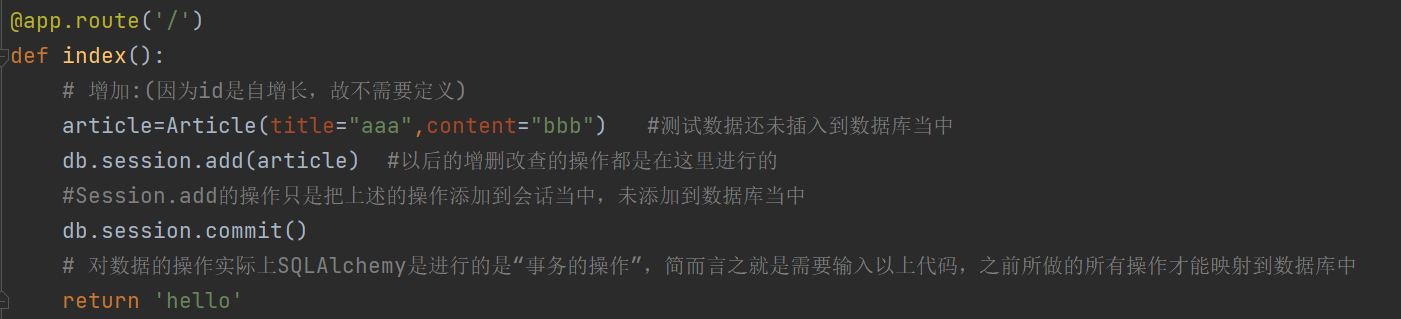 @app.route('/')
def index():
    # 增加:(因为id是自增长，故不需要定义)
    article=Article(title="aaa",content="bbb")   #测试数据还未插入到数据库当中
    db.session.add(article)  #以后的增删改查的操作都是在这里进行的
    #Session.add的操作只是把上述的操作添加到会话当中，未添加到数据库当中
    db.session.commit()
    # 对数据的操作实际上SQLAlchemy是进行的是“事务的操作”，简而言之就是需要输入以上代码，之前所做的所有操作才能映射到数据库中
    return 'hello'